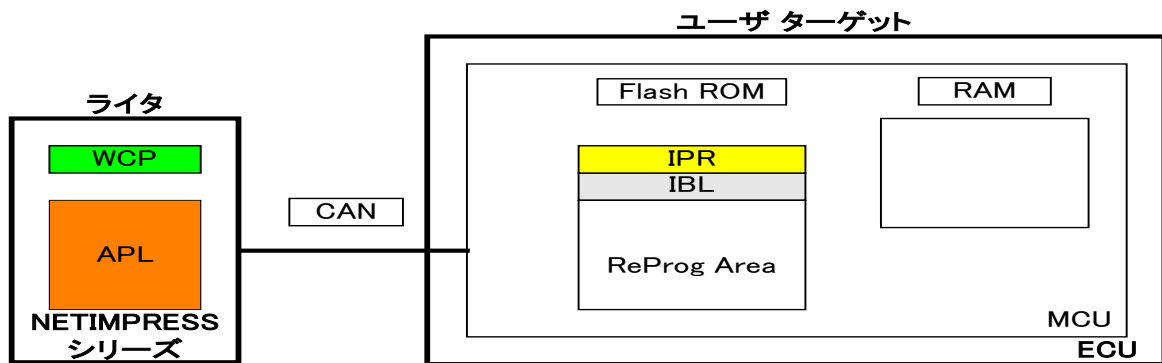 ユーザ ターゲット
ライタ
Flash ROM
RAM
WCP
IPR
IBL
CAN
APL
ReProg Area
NETIMPRESS
シリーズ
MCU
ECU